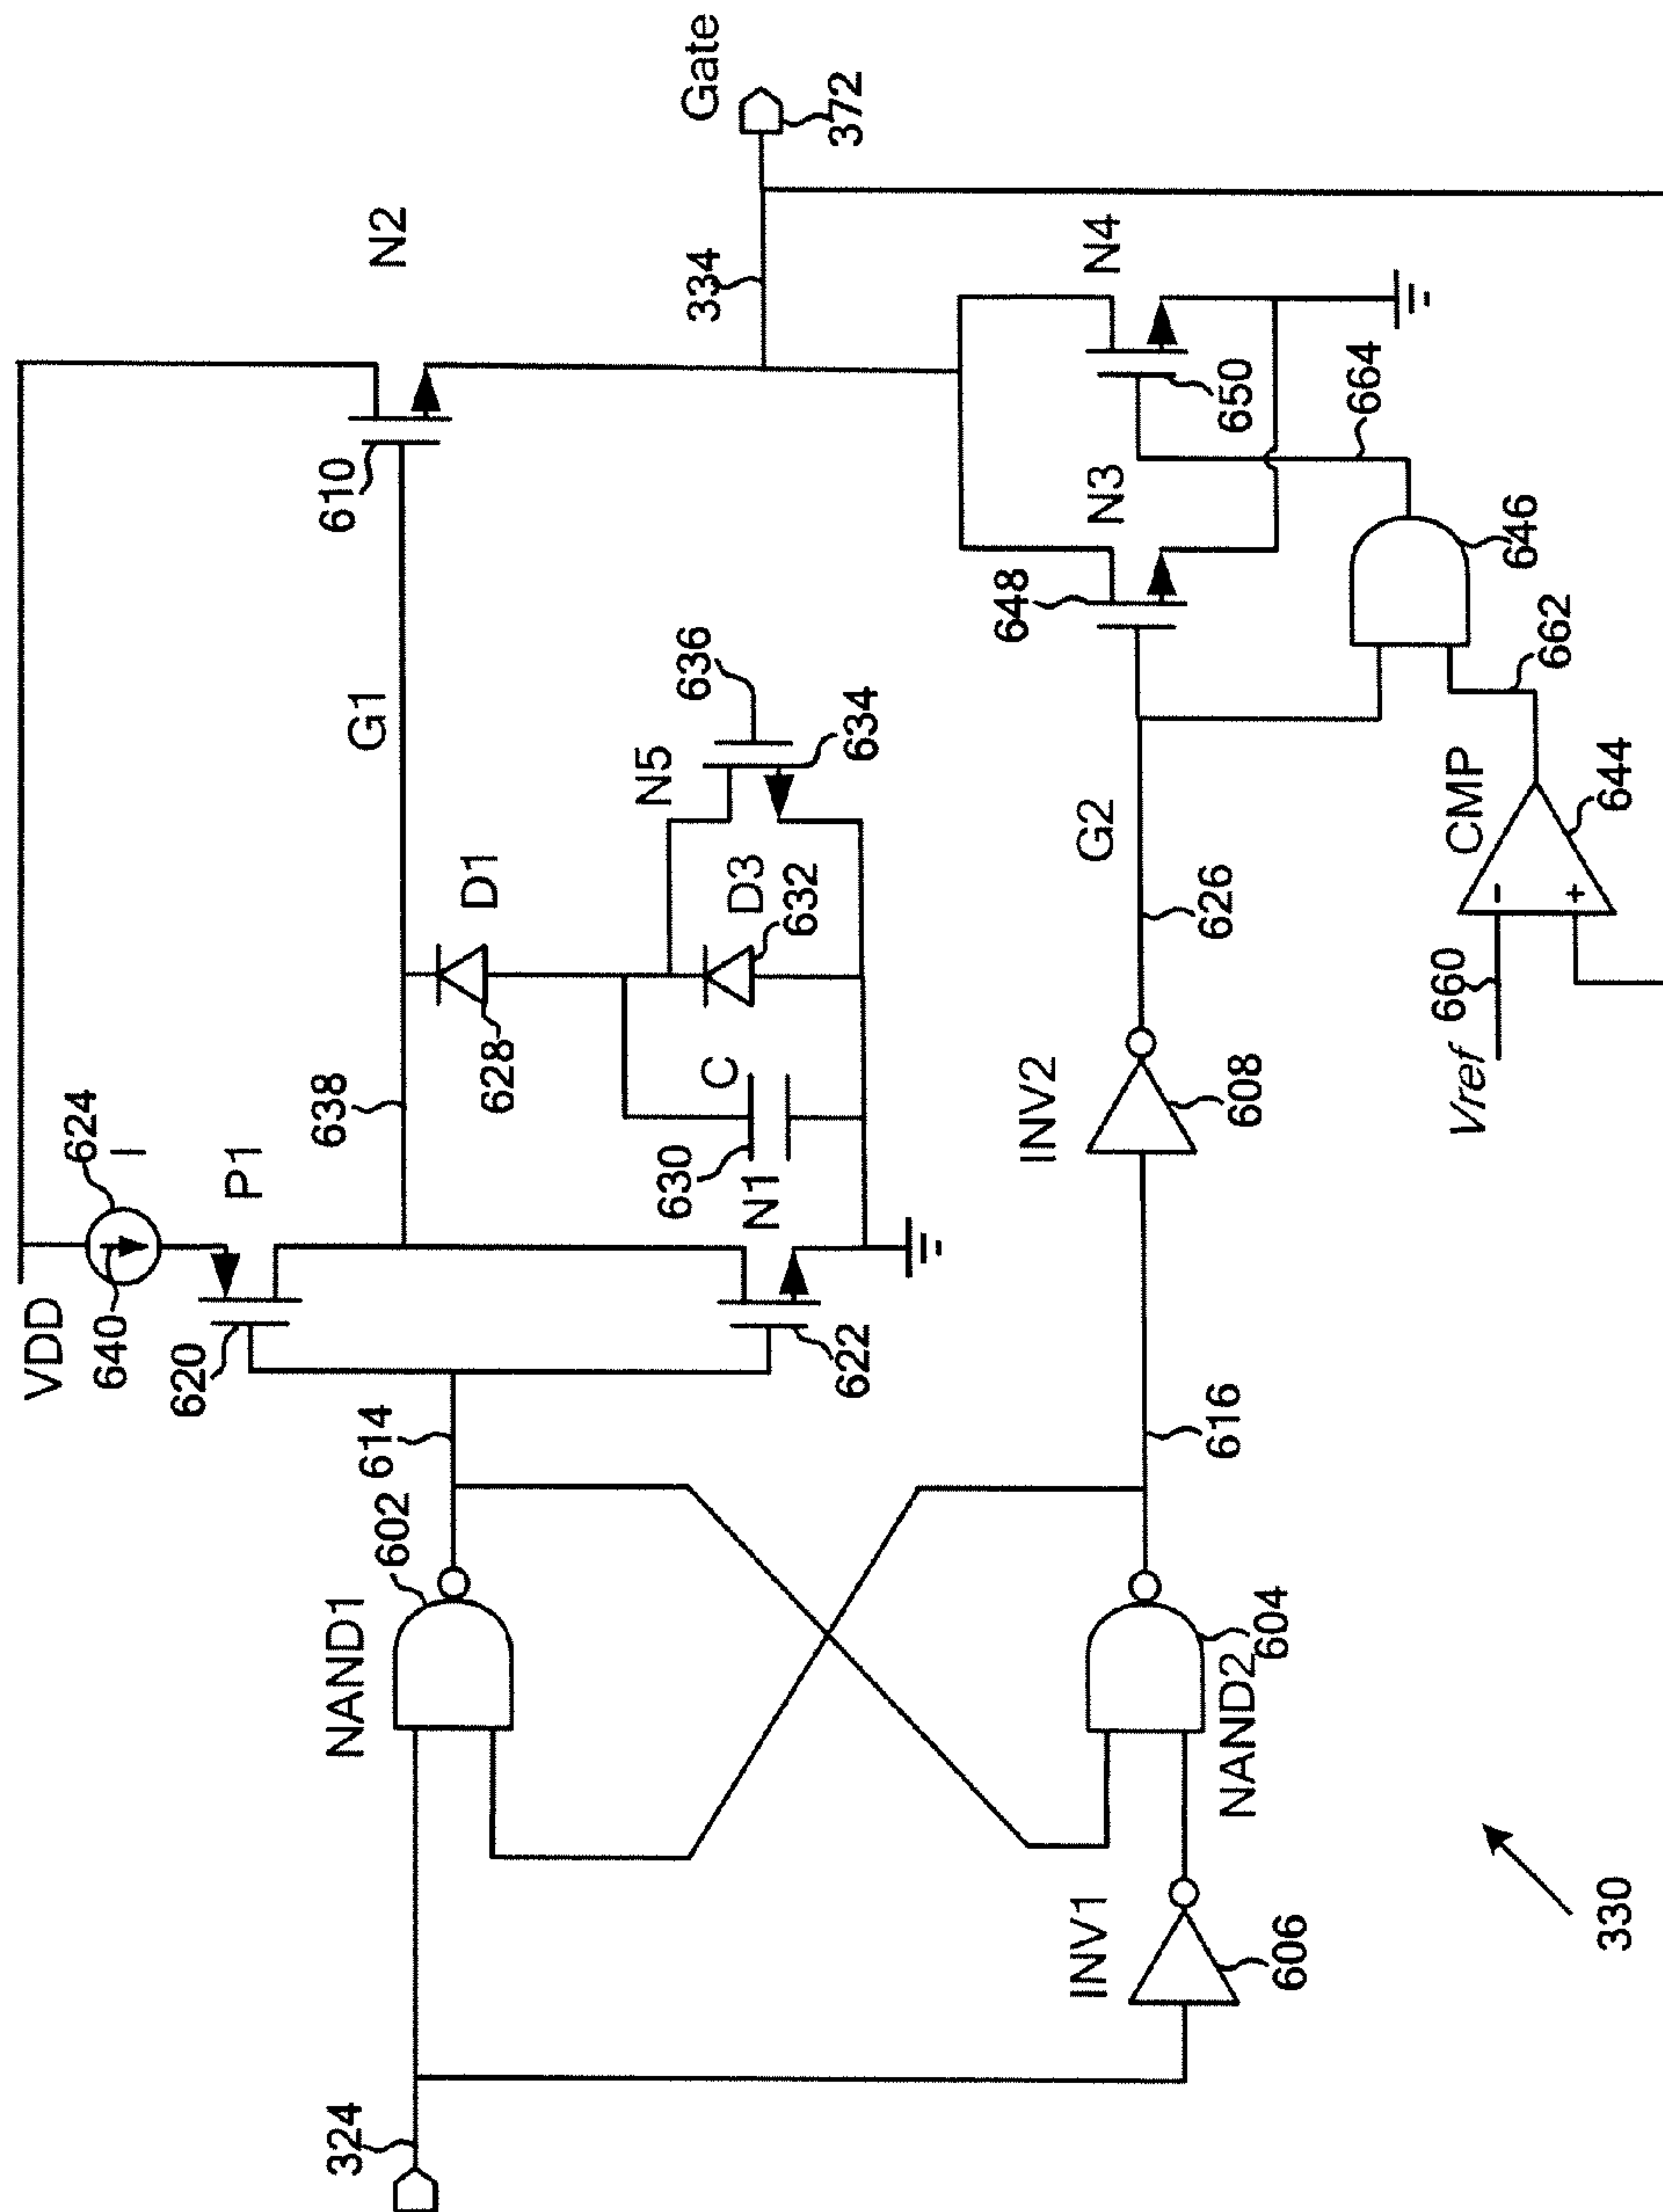 VDD
624
I
640
P1
620
638
G1
610
N2
Gate
372
334
324
NAND1
602
614
622
N1
630
C
628
D1
D3
632
N5
636
634
INV1
606
NAND2
604
616
INV2
608
626
G2
648
N3
N4
650
664
646
662
CMP
644
-
+
660
Vref
330